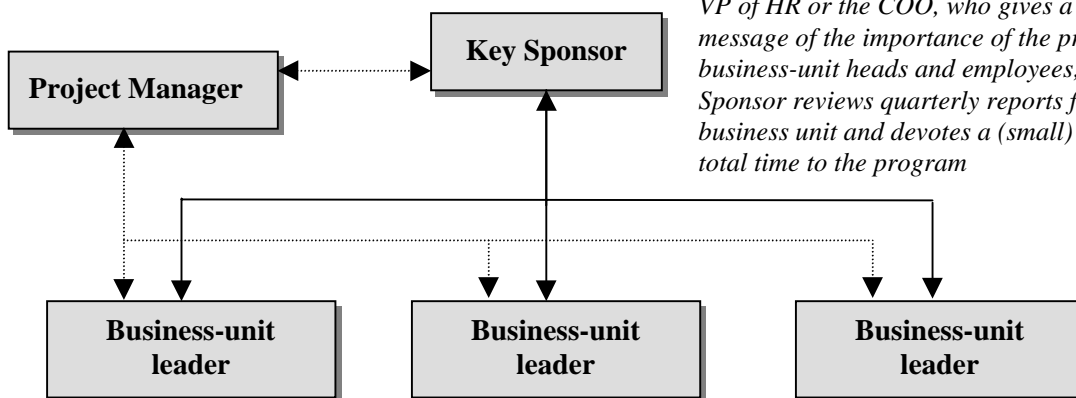 VP of HR or the COO, who gives a
message of the importance of the
business-unit heads and employees,
Sponsor reviews quarterly reports
business unit and devotes a (small)
total time to the program
Key Sponsor
Project Manager
Business-unit
leader
Business-unit
leader
Business-unit
leader